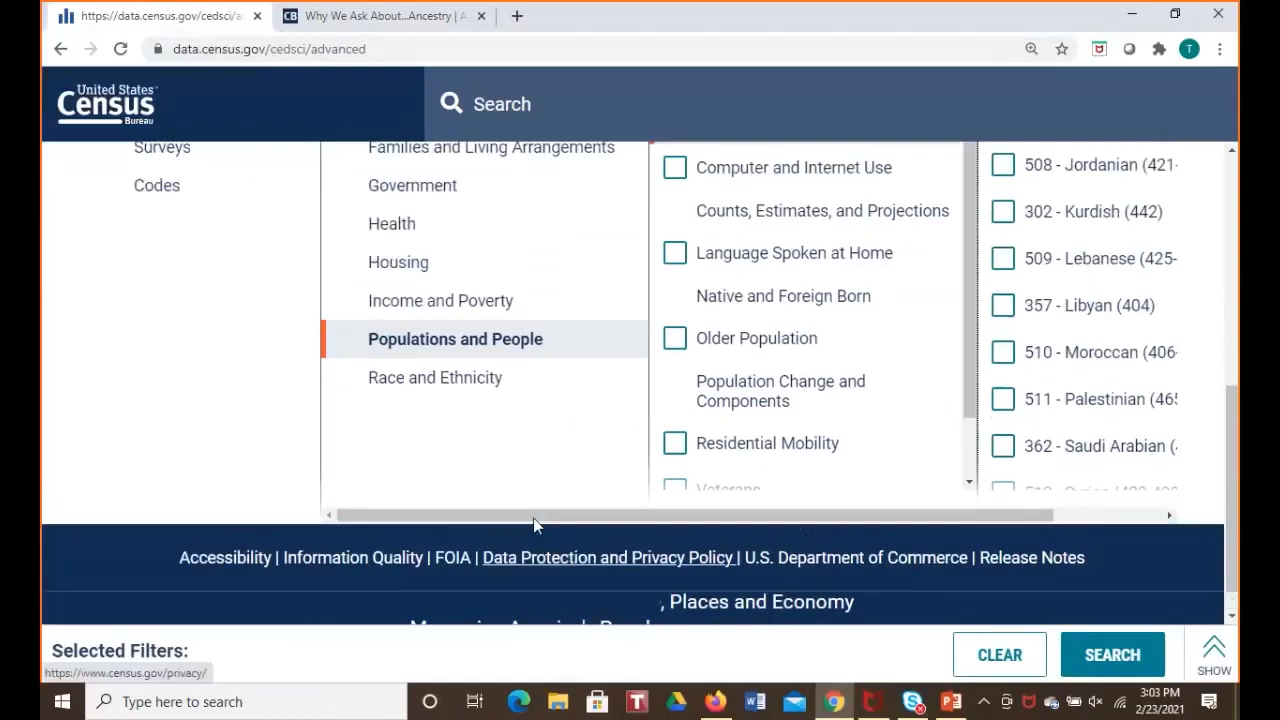 https://data.census.gov/cedsci/a
Why We Ask About...Ancestry | A
data.census.gov/cedsci/advanced
T
United States
Census
Bureau
Search
Surveys
Codes
Families and Living Arrangements
Government
Health
Housing
Income and Poverty
Populations and People
Race and Ethnicity
Computer and Internet Use
Counts, Estimates, and Projections
Language Spoken at Home
Native and Foreign Born
Older Population
Population Change and
Components
Residential Mobility
Veterans
508 - Jordanian (421-
302 - Kurdish (442)
509 - Lebanese (425-
357 - Libyan (404)
510 - Moroccan (406-
511 - Palestinian (465
362 - Saudi Arabian (
Accessibility | Information Quality | FOIA | Data Protection and Privacy Policy | U.S. Department of Commerce | Release Notes
, Places and Economy
Selected Filters:
https://www.census.gov/privacy/
CLEAR
SEARCH
SHOW
Type here to search
3:03 PM
2/23/2021